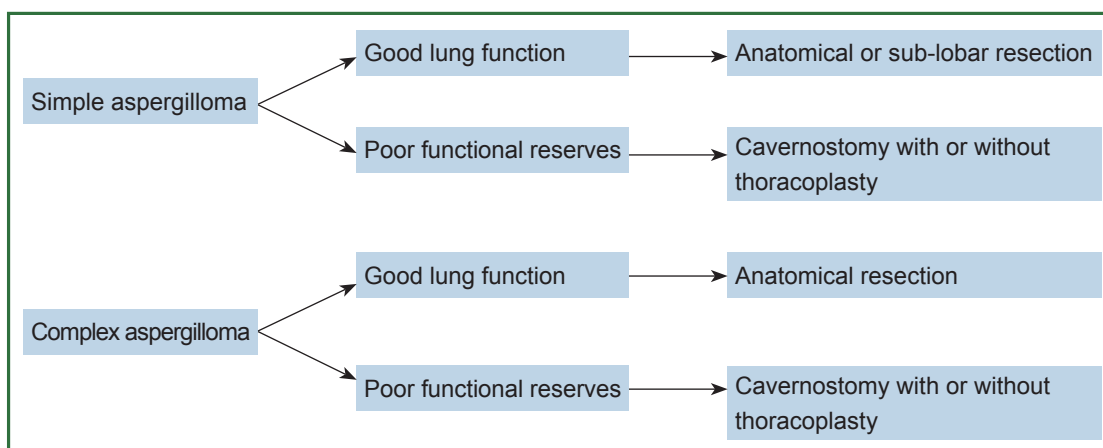 Simple aspergilloma
Good lung function
Anatomical or sub-lobar resection
Poor functional reserves
Cavernostomy with or without
thoracoplasty
Complex aspergilloma
Good lung function
Anatomical resection
Poor functional reserves
Cavernostomy with or without
thoracoplasty